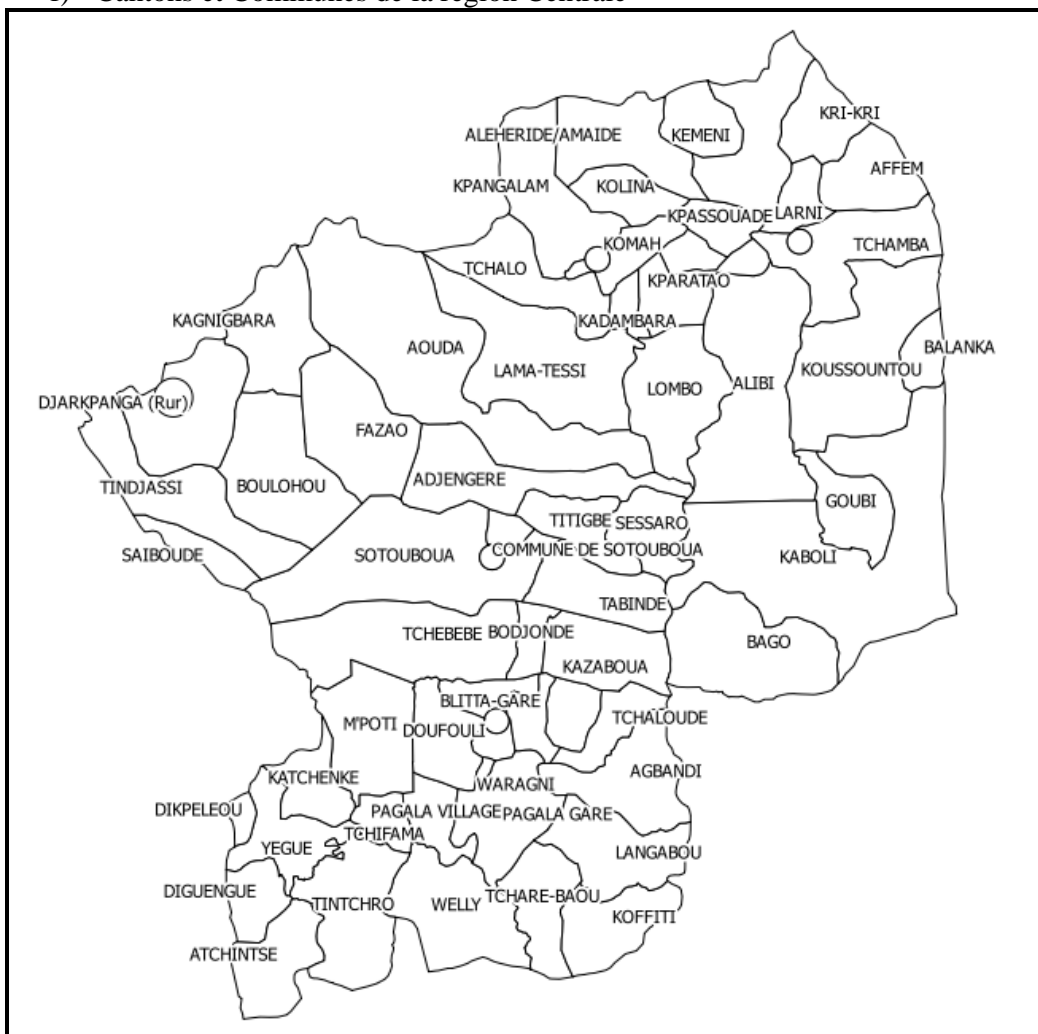 Cantons et Communes de la région Centrale
KRI-KRI
ALEHERIDE/AMAIDE
KEMENI
AFFEM
KPANGALAM
KOLINA
KPASSOUADE
LARNI
KOMAH
TCHAMBA
TCHALO
KPARATAO
KAGNIGBARA
KADAMBARA
AOUDA
BALANKA
LAMA-TESSI
KOUSSOUNTOU
LOMBO
ALIBI
DJARKPANGA (Rur)
FAZAO
ADJENGERE
TINDJASSI
BOULOHOU
GOUBI
TITIGBE
SESSARO
SAIBOUDE
SOTOUBOUA
COMMUNE DE SOTOUBOUA
KABOLI
TABINDE
TCHEBEBE
BODJONDE
BAGO
KAZABOUA
BLITTA-GARE
M'POTI
DOUFOULI
TCHALOUDE
AGBANDI
KATCHENKE
WARAGNI
DIKPELEOU
PAGALA VILLAGE
PAGALA GARE
TCHIFAMA
YEGUE
LANGABOU
DIGUENGUE
TINTCHRO
WELLY
TCHARE-BAOU
KOFFITI
ATCHINTSE